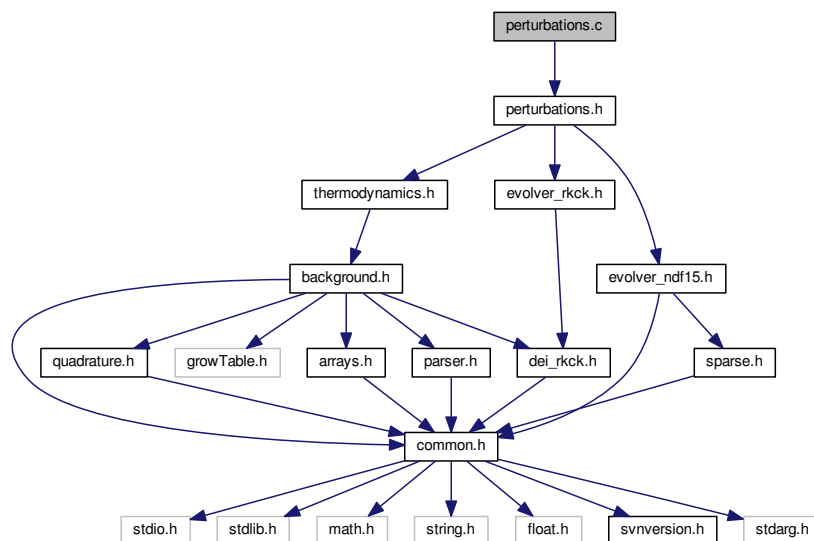 perturbations.c
perturbations.h
thermodynamics.h
evolver_rkck.h
background.h
evolver_ndf15.h
quadrature.h
growTable.h
arrays.h
parser.h
dei_rkck.h
sparse.h
common.h
stdio.h
stdlib.h
math.h
string.h
float.h
svnversion.h
stdarg.h